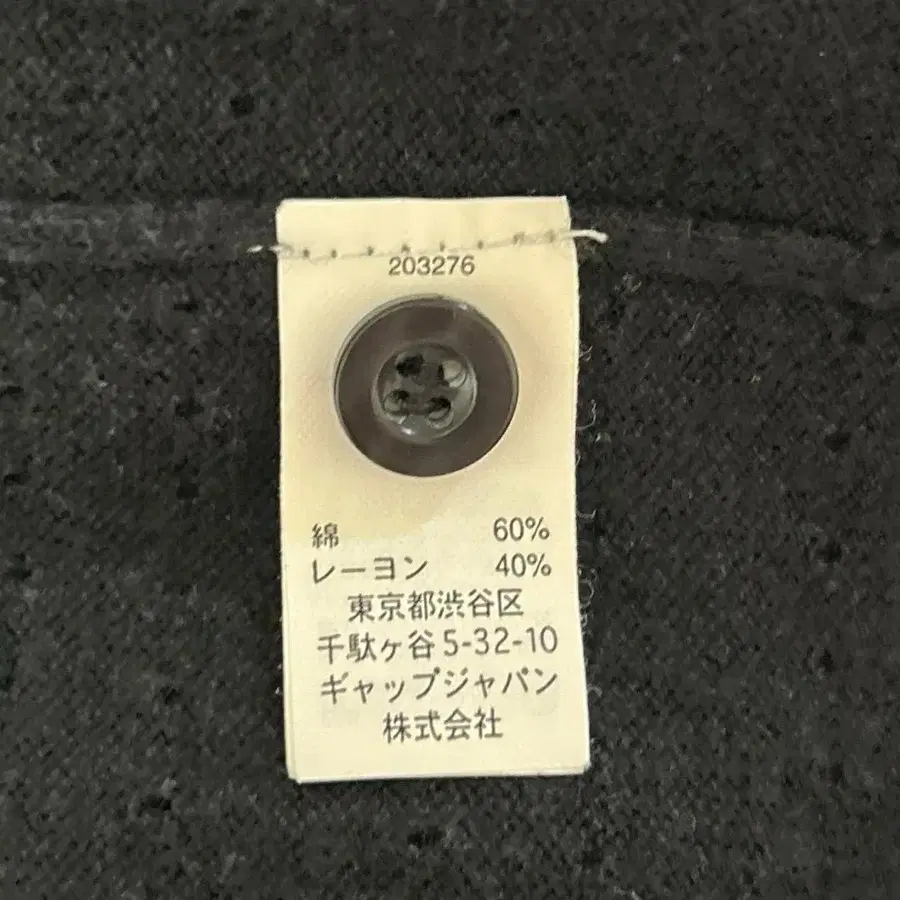 203276
綿 60%
レーヨン 40%
東京都渋谷区
千駄ヶ谷5-32-10
ギャップジャパン
株式会社